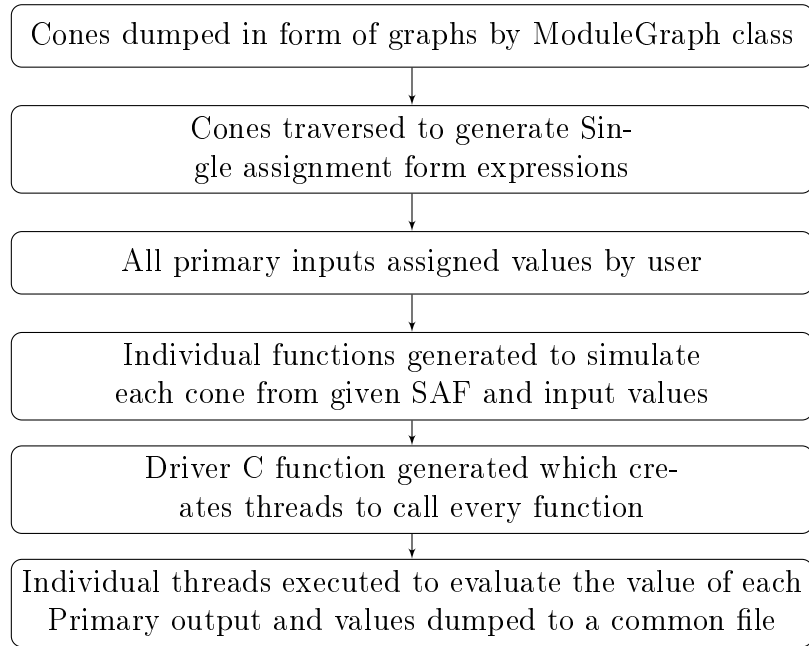 Cones dumped in form of graphs by ModuleGraph class
Cones traversed to generate Sin-
gle assignment form expressions
All primary inputs assigned values by user
Individual functions generated to simulate
each cone from given SAF and input values
Driver C function generated which cre-
ates threads to call every function
Individual threads executed to evaluate the value of each
Primary output and values dumped to a common file